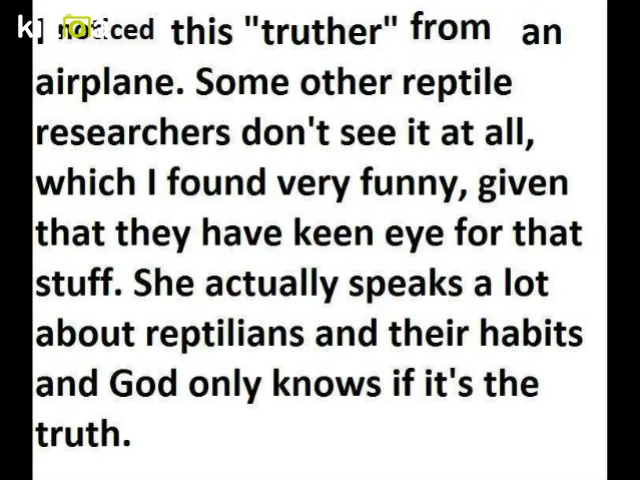 I noticed this "truther" from an
airplane. Some other reptile
researchers don't see it at all,
which I found very funny, given
that they have keen eye for that
stuff. She actually speaks a lot
about reptilians and their habits
and God only knows if it's the
truth.